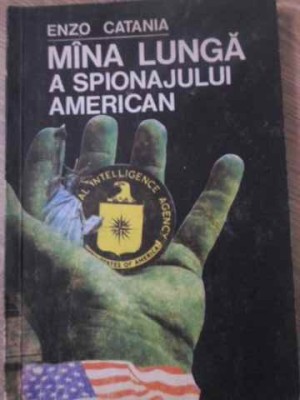 ENZO CATANIA
MÎNA LUNGĂ
A SPIONAJULUI
AMERICAN
AL INTELLIGENCE AGENCY
STATES OF AMERICA